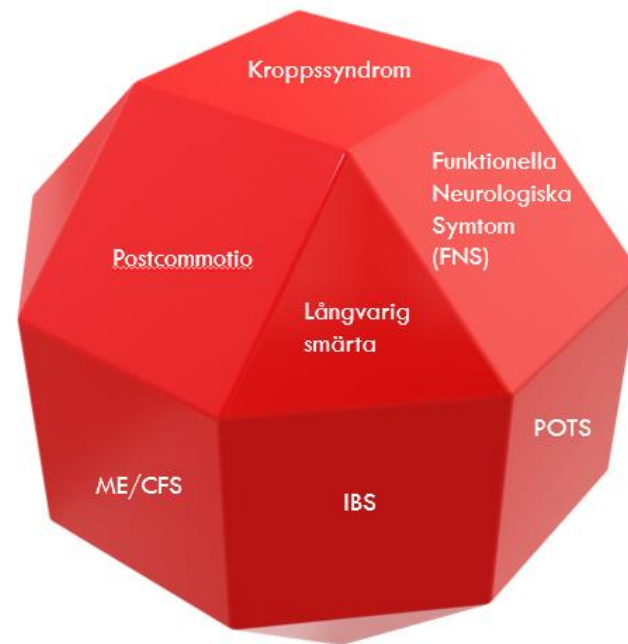 Kroppssyndrom
Funktionella
Neurologiska
Symtom
(FNS)
Postcommotio
Långvarig
smärta
POTS
ME/CFS
IBS